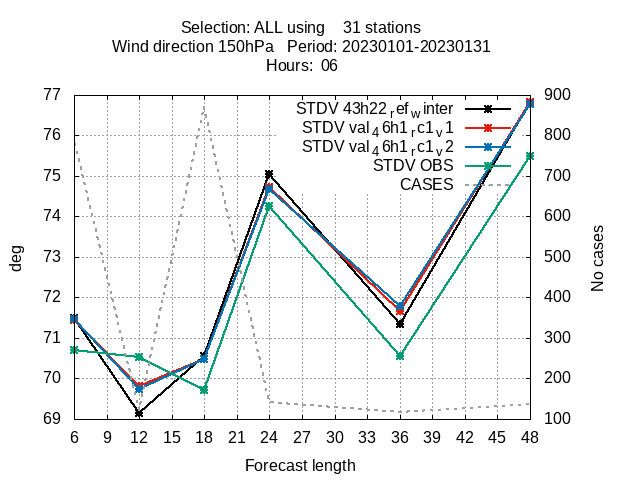 Selection: ALL using    31 stations
Wind direction 150hPa   Period: 20230101-20230131
Hours:  06
STDV 43h22_ref_winter
STDV val_46h1_rc1_v1
STDV val_46h1_rc1_v2
STDV OBS
CASES
77
76
75
74
73
72
71
70
69
900
800
700
600
500
400
300
200
100
deg
No cases
6 9 12 15 18 21 24 27 30 33 36 39 42 45 48
Forecast length